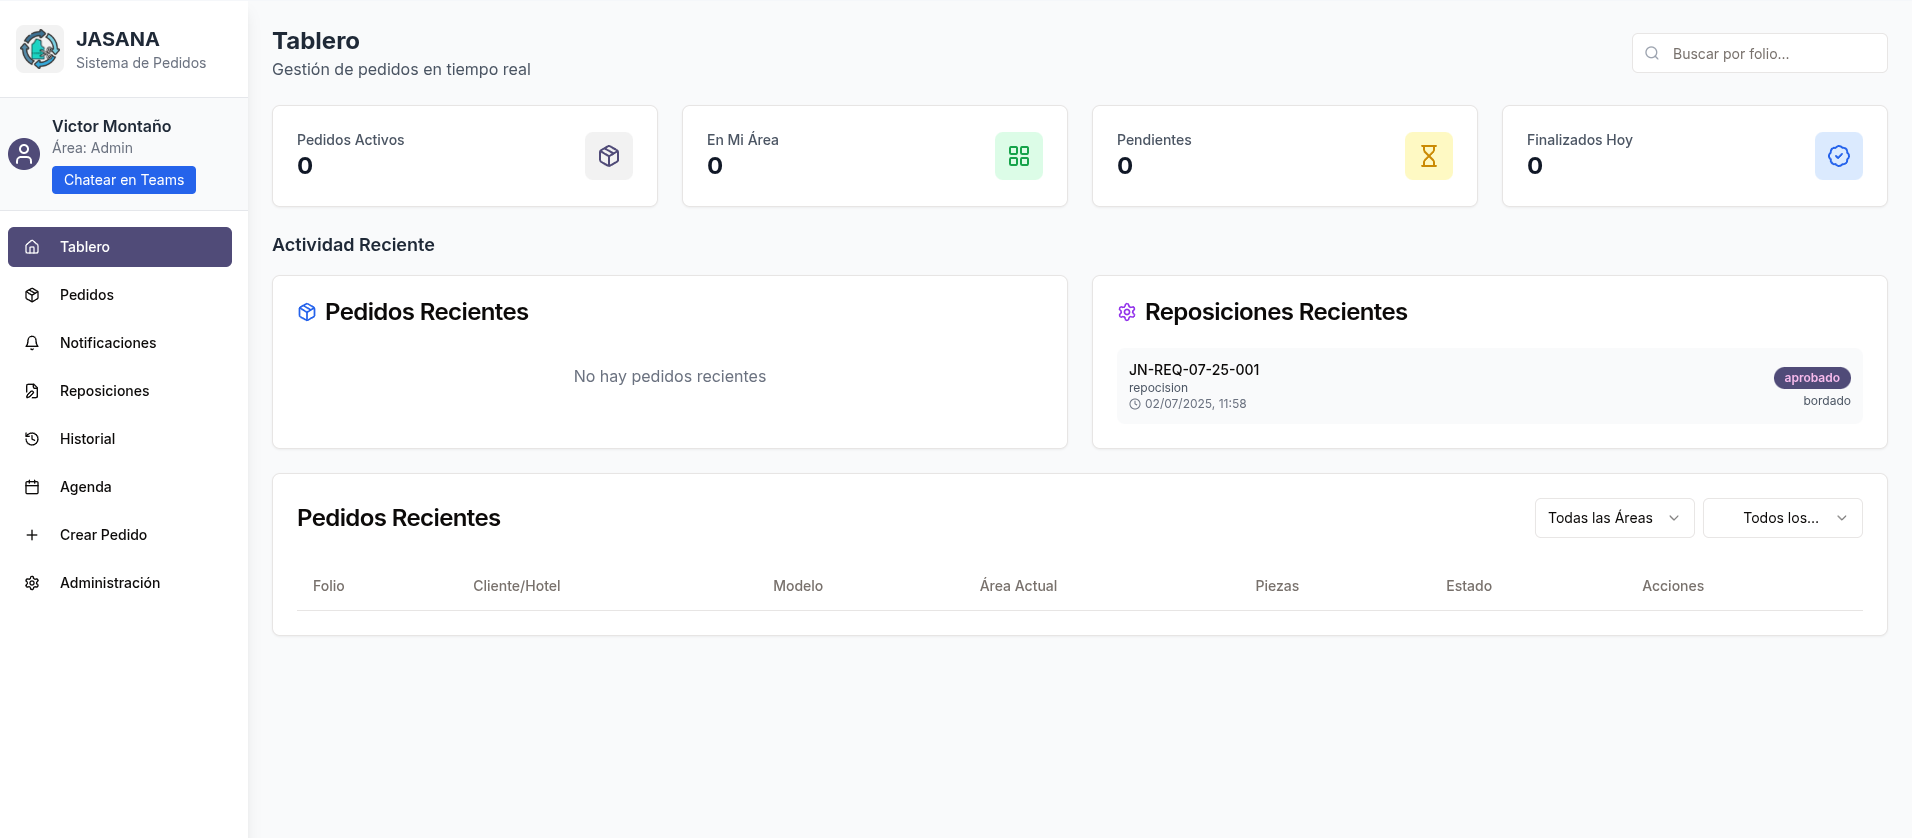 JASANA
Sistema de Pedidos
Victor Montaño
Área: Admin
Chatear en Teams
Tablero
Pedidos
Notificaciones
Reposiciones
Historial
Agenda
Crear Pedido
Administración
Tablero
Gestión de pedidos en tiempo real
Buscar por folio...
Pedidos Activos
0
En Mi Área
0
Pendientes
0
Finalizados Hoy
0
Actividad Reciente
Pedidos Recientes
No hay pedidos recientes
Reposiciones Recientes
JN-REQ-07-25-001
repocision
02/07/2025, 11:58
aprobado
bordado
Pedidos Recientes
Todas las Áreas
Todos los...
Folio Cliente/Hotel Modelo Área Actual Piezas Estado Acciones